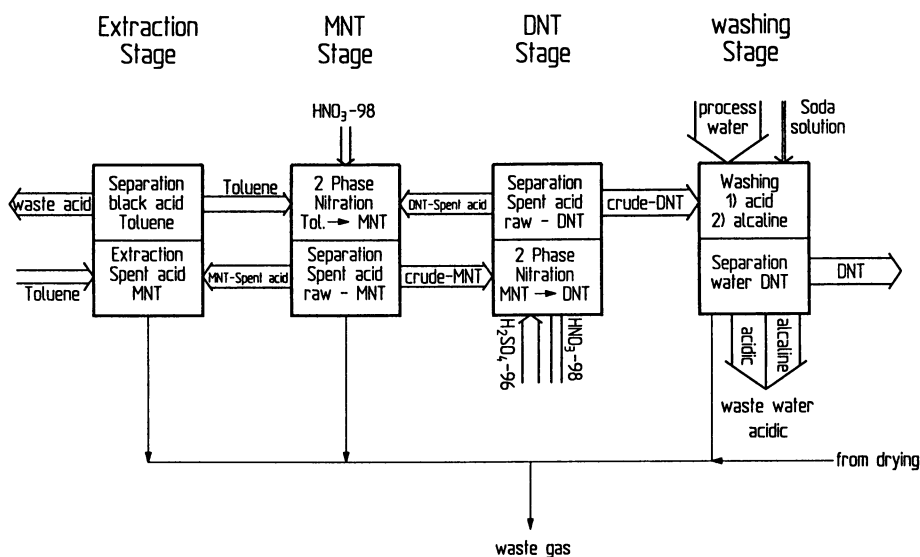 Extraction
Stage
MNT
Stage
DNT
Stage
washing
Stage
HNO₃-98
process
water
Soda
solution
waste acid
Separation
black acid
Toluene
Toluene
2 Phase
Nitration
Tol. → MNT
DNT-Spent acid
Separation
Spent acid
raw - DNT
crude-DNT
Washing
1) acid
2) alcaline
Toluene
Extraction
Spent acid
MNT
MNT-Spent acid
Separation
Spent acid
raw - MNT
crude-MNT
2 Phase
Nitration
MNT → DNT
Separation
water DNT
DNT
H₂SO₄-96
HNO₃-98
acidic
alcaline
waste water
acidic
from drying
waste gas